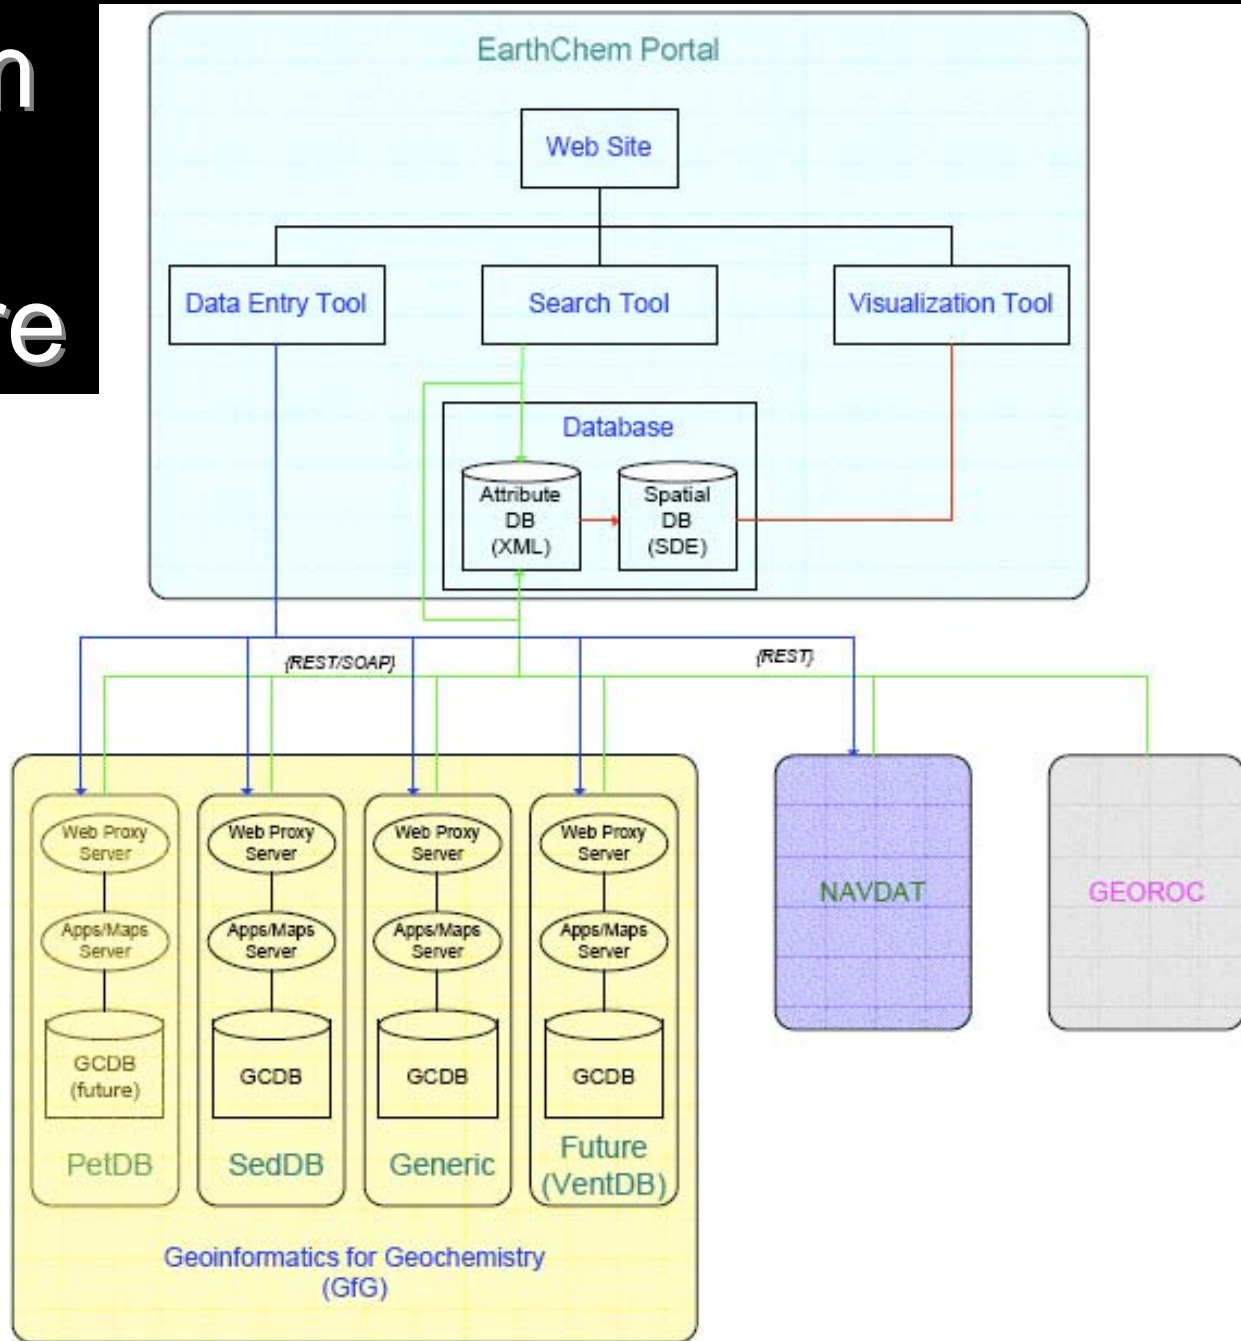 EarthChem Portal
Web Site
Data Entry Tool
Search Tool
Visualization Tool
Database
Attribute
DB
(XML)
Spatial
DB
(SDE)
{REST/SOAP}
{REST}
Web Proxy
Server
Apps/Maps
Server
GCDB
(future)
PetDB
Web Proxy
Server
Apps/Maps
Server
GCDB
SedDB
Web Proxy
Server
Apps/Maps
Server
GCDB
Generic
Web Proxy
Server
Apps/Maps
Server
GCDB
Future
(VentDB)
Geoinformatics for Geochemistry
(GfG)
NAVDAT
GEOROC